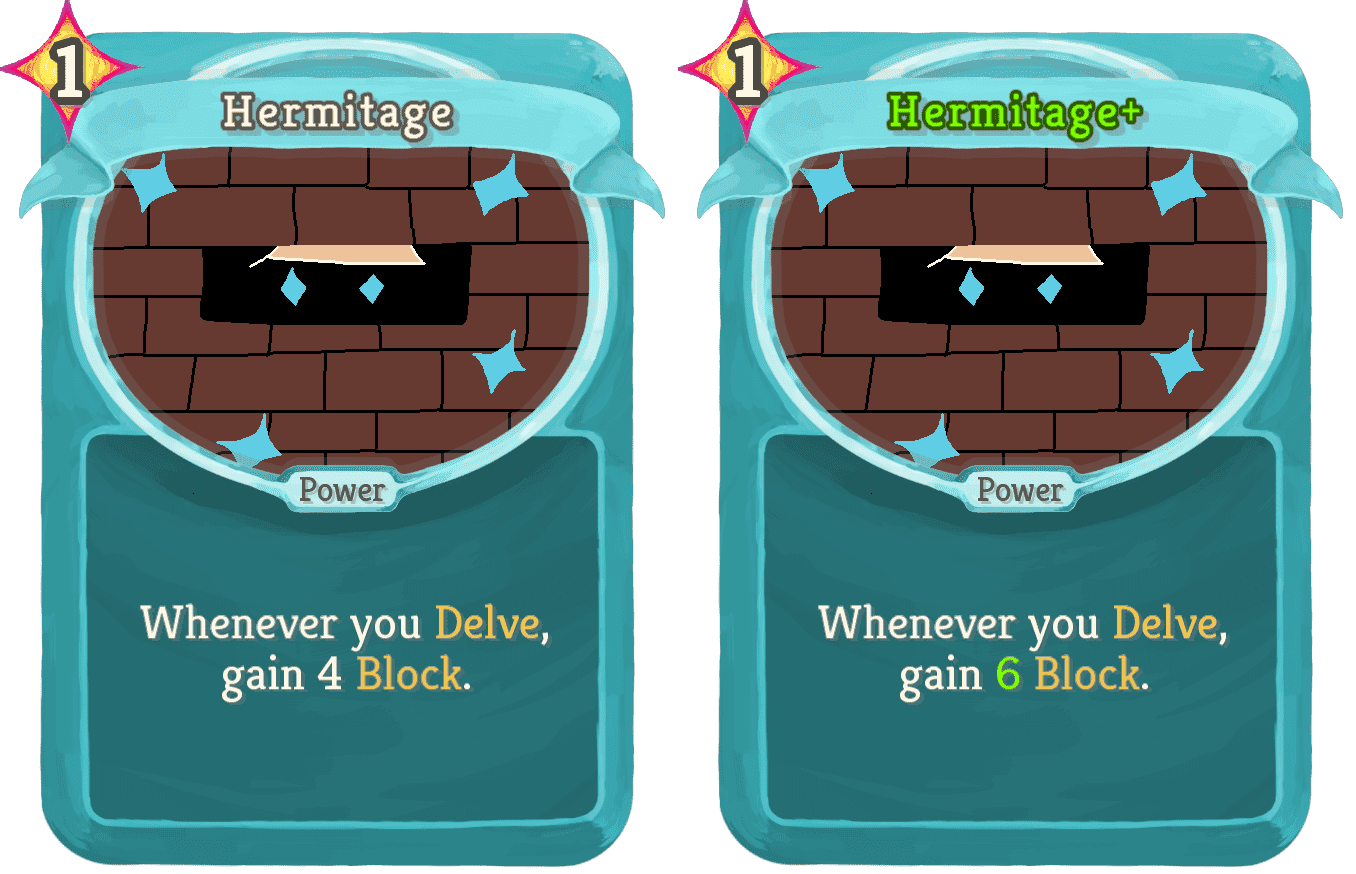 1
Hermitage
Power
Whenever you Delve,
gain 4 Block.
1
Hermitage+
Power
Whenever you Delve,
gain 6 Block.